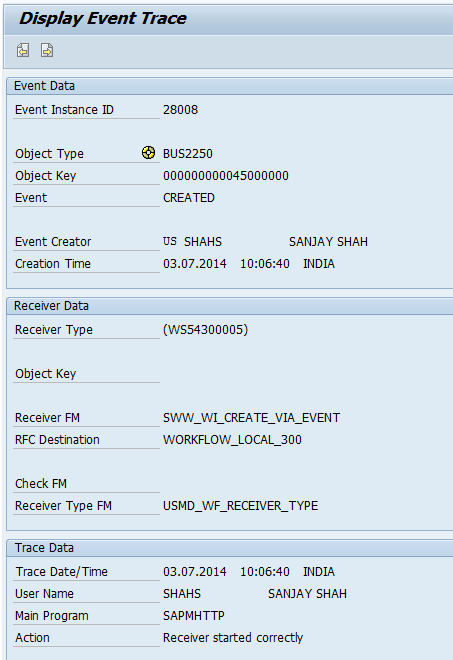 Display Event Trace
Event Data
Event Instance ID 28008
Object Type BUS2250
Object Key 000000000045000000
Event CREATED
Event Creator US SHAHS SANJAY SHAH
Creation Time 03.07.2014 10:06:40 INDIA
Receiver Data
Receiver Type (WS54300005)
Object Key
Receiver FM SWW_WI_CREATE_VIA_EVENT
RFC Destination WORKFLOW_LOCAL_300
Check FM
Receiver Type FM USMD_WF_RECEIVER_TYPE
Trace Data
Trace Date/Time 03.07.2014 10:06:40 INDIA
User Name SHAHS SANJAY SHAH
Main Program SAPMHTTP
Action Receiver started correctly